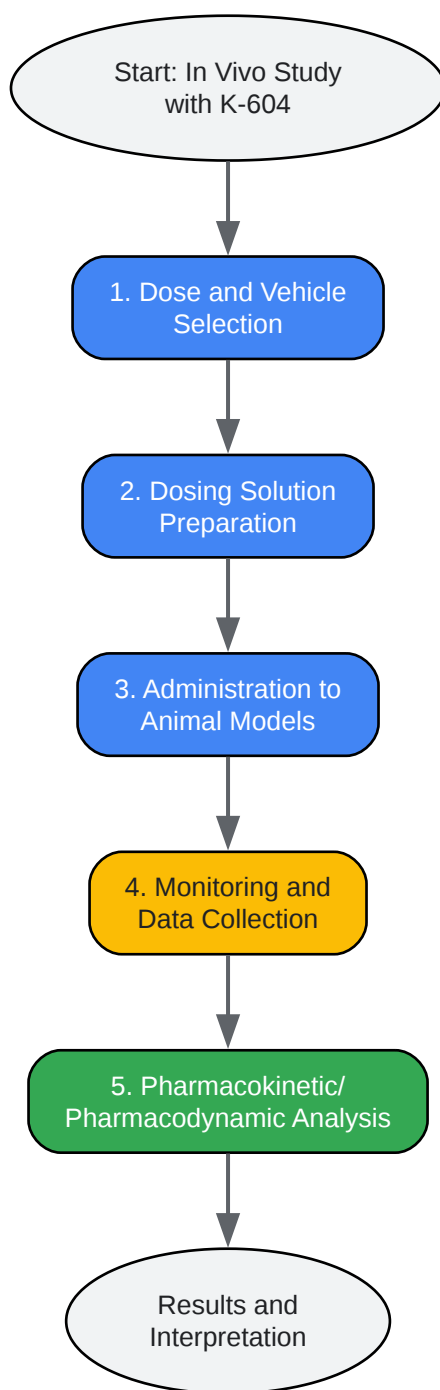 Start: In Vivo Study
with K-604
1. Dose and Vehicle
Selection
2. Dosing Solution
Preparation
3. Administration to
Animal Models
4. Monitoring and
Data Collection
5. Pharmacokinetic/
Pharmacodynamic Analysis
Results and
Interpretation